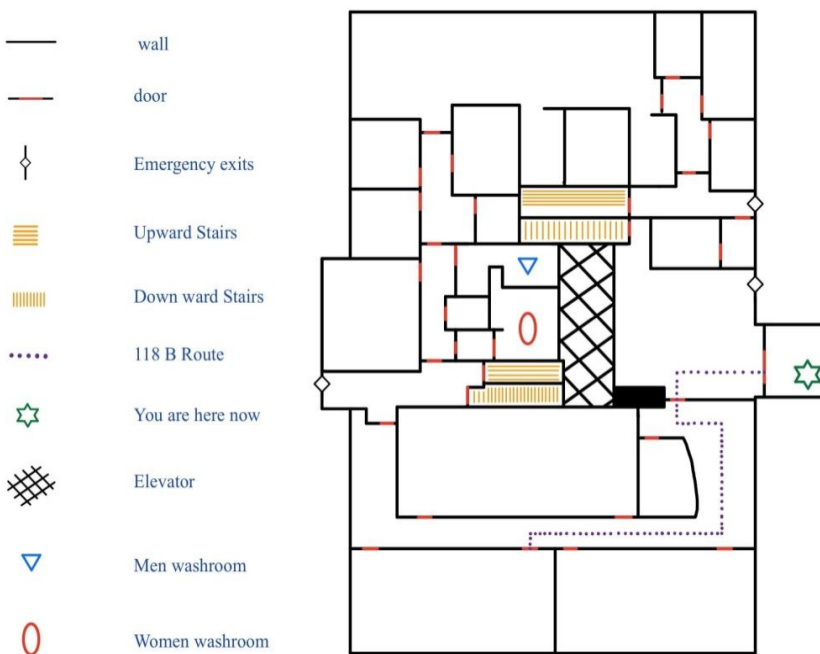 wall
door
Emergency exits
Upward Stairs
Down ward Stairs
118 B Route
You are here now
Elevator
Men washroom
Women washroom